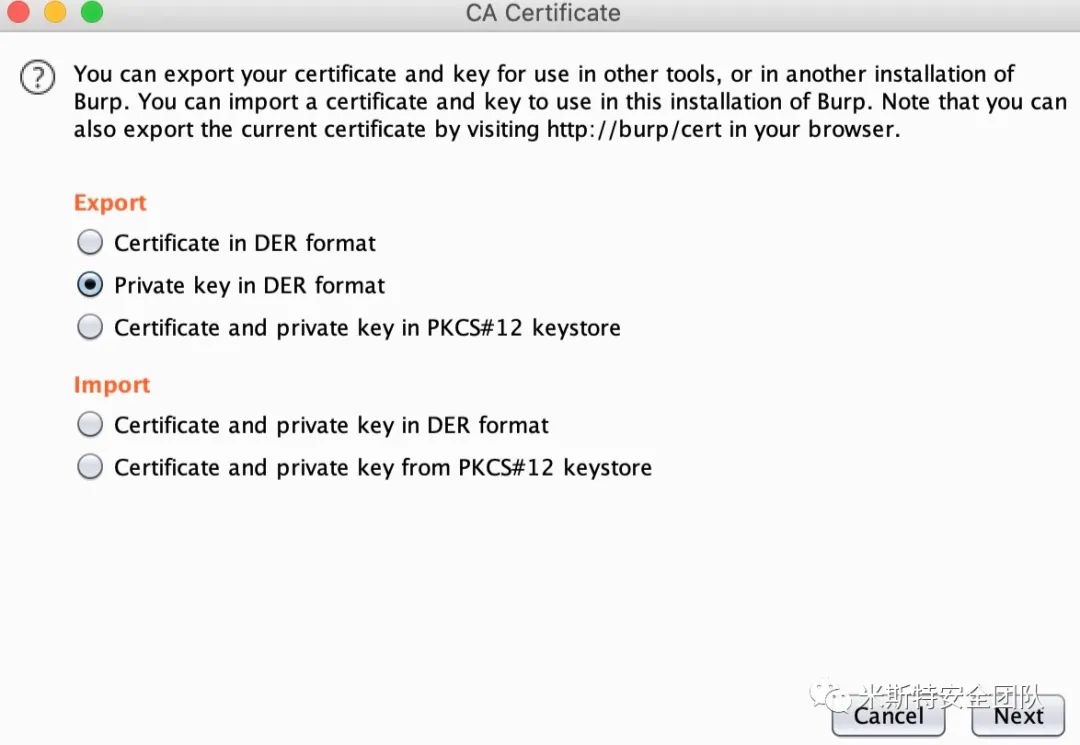 CA Certificate
You can export your certificate and key for use in other tools, or in another installation of
Burp. You can import a certificate and key to use in this installation of Burp. Note that you can
also export the current certificate by visiting http://burp/cert in your browser.
Export
Certificate in DER format
Private key in DER format
Certificate and private key in PKCS#12 keystore
Import
Certificate and private key in DER format
Certificate and private key from PKCS#12 keystore
米斯特安全团队
Cancel
Next